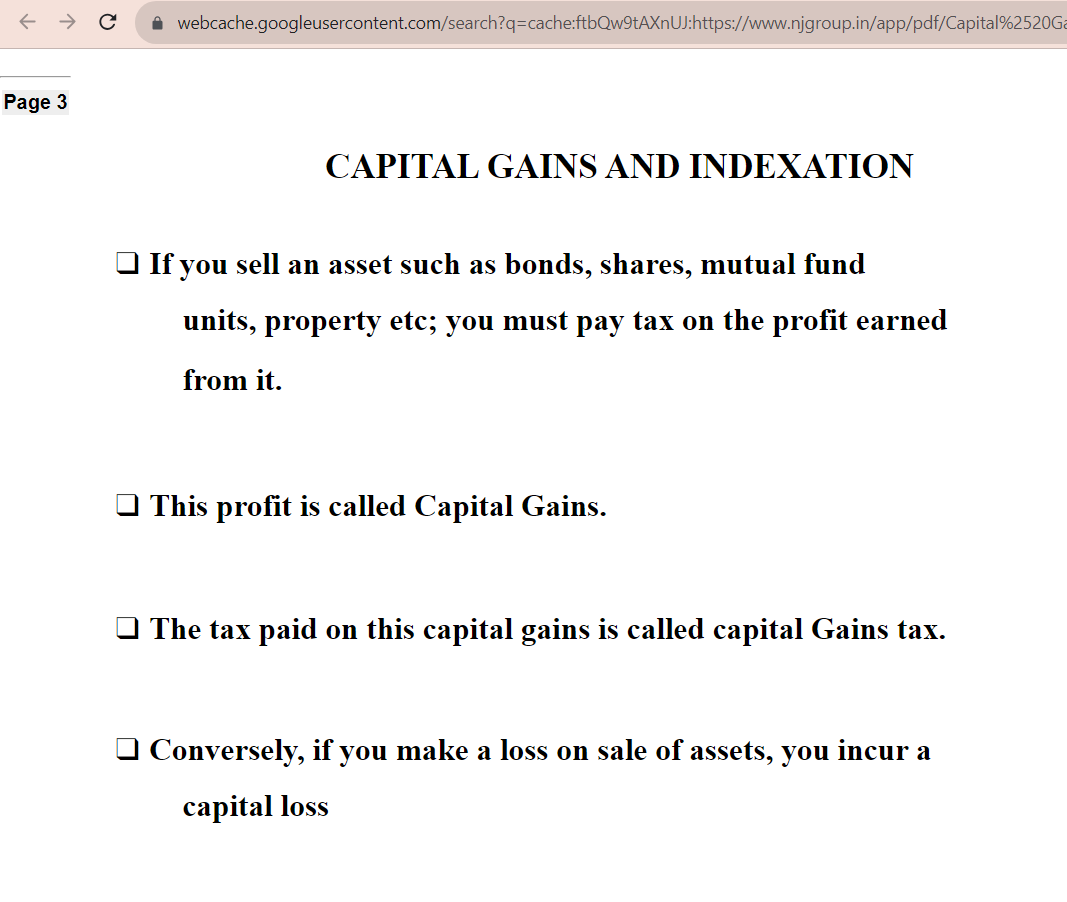 webcache.googleusercontent.com/search?q=cache:ftbQw9tAXnUJ:https://www.njgroup.in/app/pdf/Capital%2520Ga
Page 3
CAPITAL GAINS AND INDEXATION
❑ If you sell an asset such as bonds, shares, mutual fund
units, property etc; you must pay tax on the profit earned
from it.
❑ This profit is called Capital Gains.
❑ The tax paid on this capital gains is called capital Gains tax.
❑ Conversely, if you make a loss on sale of assets, you incur a
capital loss